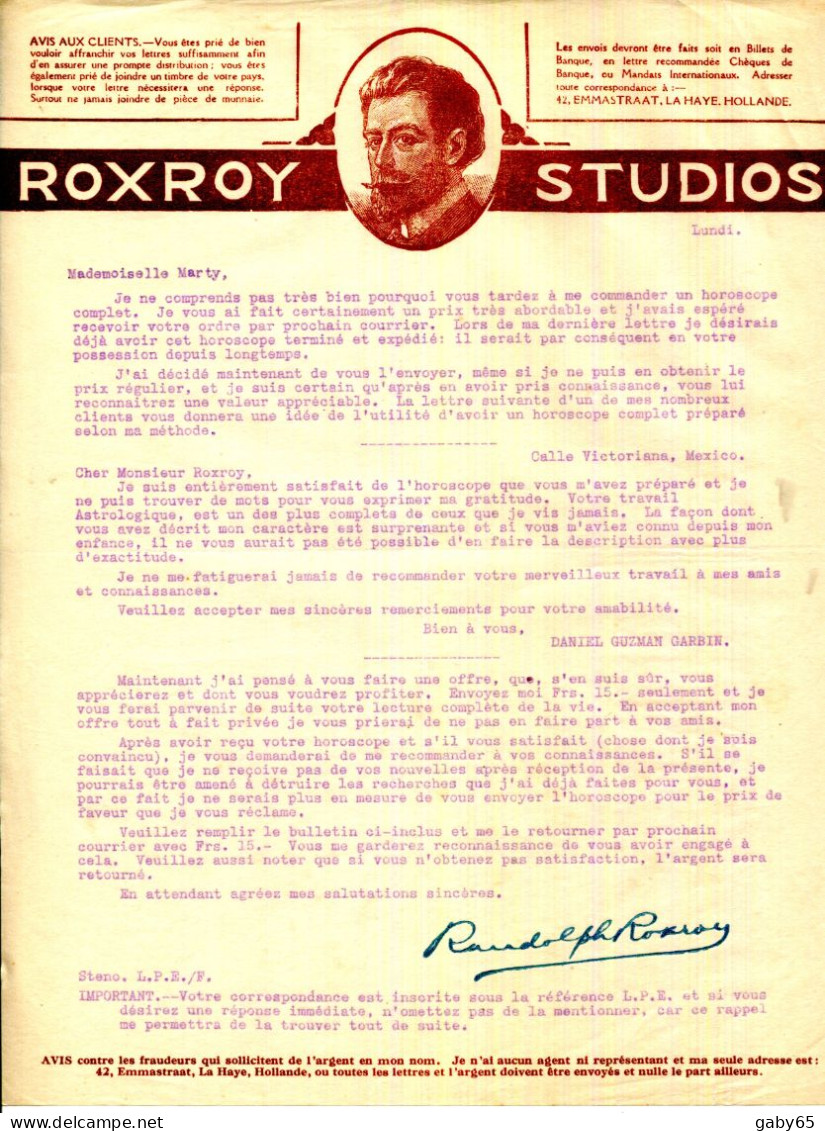 AVIS AUX CLIENTS.—Vous êtes prié de bien
vouloir affranchir vos lettres suffisamment afin
d'en assurer une prompte distribution; vous êtes
également prié de joindre un timbre de votre pays,
lorsque votre lettre nécessitera une réponse.
Surtout ne jamais joindre de pièce de munnaie.
Les envois devront être faits soit en Billets de
Banque, en lettre recommandée Chèques de
Banque, ou Mandats Internationaux. Adresser
toute correspondance à :—
42, EMMASTRAAT, LA HAYE, HOLLANDE.
ROXROY STUDIOS
Lundi.
Mademoiselle Marty,
Je ne comprends pas très bien pourquoi vous tardez à me commander un horoscope
complet. Je vous ai fait certainement un prix très abordable et j'avais espéré
recevoir votre ordre par prochain courrier. Lors de ma dernière lettre je désirais
déjà avoir cet horoscope terminé et expédié: il serait par conséquent en votre
possession depuis longtemps.
J'ai décidé maintenant de vous l'envoyer, même si je ne puis en obtenir le
prix régulier, et je suis certain qu'après en avoir pris connaissance, vous lui
reconnaitrez une valeur appréciable. La lettre suivante d'un de mes nombreux
clients vous donnera une idée de l'utilité d'avoir un horoscope complet préparé
selon ma méthode.
----------------
Calle Victoriana, Mexico.
Cher Monsieur Roxroy,
Je suis entièrement satisfait de l'horoscope que vous m'avez préparé et je
ne puis trouver de mots pour vous exprimer ma gratitude. Votre travail
Astrologique, est un des plus complets de ceux que je vis jamais. La façon dont
vous avez décrit mon caractère est surprenante et si vous m'aviez connu depuis mon
enfance, il ne vous aurait pas été possible d'en faire la description avec plus
d'exactitude.
Je ne me fatiguerai jamais de recommander votre merveilleux travail à mes amis
et connaissances.
Veuillez accepter mes sincères remerciements pour votre amabilité.
Bien à vous,
DANIEL GUZMAN GARBIN.
----------------
Maintenant j'ai pensé à vous faire une offre, que, s'en suis sûr, vous
apprécierez et dont vous voudrez profiter. Envoyez moi Frs. 15.- seulement et je
vous ferai parvenir de suite votre lecture complète de la vie. En acceptant mon
offre tout à fait privée je vous prierai de ne pas en faire part à vos amis.
Après avoir reçu votre horoscope et s'il vous satisfait (chose dont je suis
convaincu), je vous demanderai de me recommander à vos connaissances. S'il se
faisait que je ne reçoive pas de vos nouvelles après réception de la présente, je
pourrais être amené à détruire les recherches que j'ai déjà faites pour vous, et
par ce fait je ne serais plus en mesure de vous envoyer l'horoscope pour le prix de
faveur que je vous réclame.
Veuillez remplir le bulletin ci-inclus et me le retourner par prochain
courrier avec Frs. 15.- Vous me garderez reconnaissance de vous avoir engagé à
cela. Veuillez aussi noter que si vous n'obtenez pas satisfaction, l'argent sera
retourné.
En attendant agréez mes salutations sincères.
Randolph Roxroy
Steno. L.P.E./F.
IMPORTANT.--Votre correspondance est inscrite sous la référence L.P.E. et si vous
désirez une réponse immédiate, n'omettez pas de la mentionner, car ce rappel
me permettra de la trouver tout de suite.
AVIS contre les fraudeurs qui sollicitent de l'argent en mon nom. Je n'ai aucun agent ni représentant et ma seule adresse est:
42, Emmastraat, La Haye, Hollande, ou toutes les lettres et l'argent doivent être envoyés et nulle le part ailleurs.
gaby65